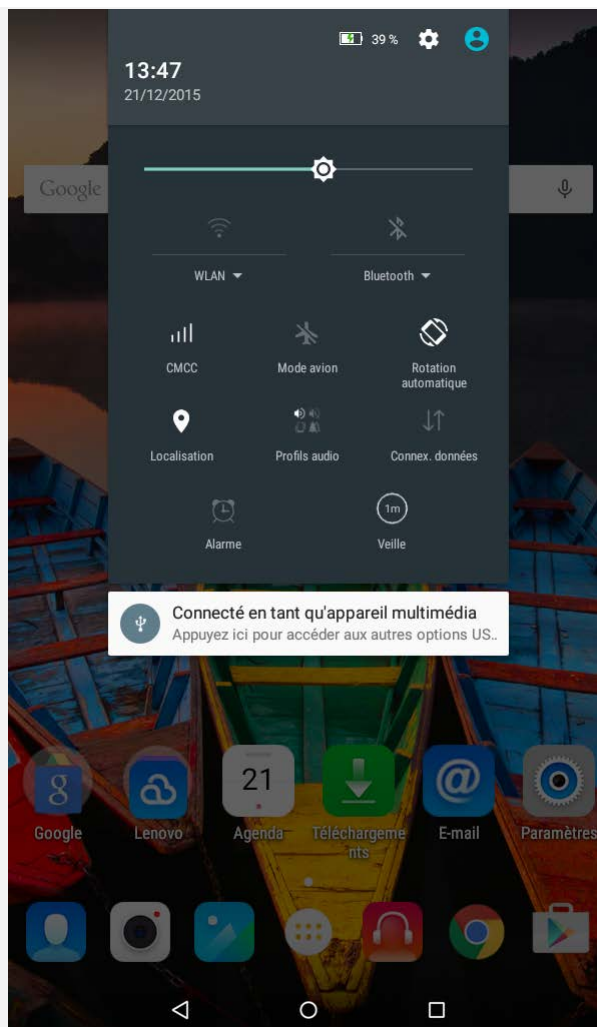 39 %
13:47
21/12/2015
Google
WLAN
Bluetooth
CMCC
Mode avion
Rotation
automatique
Localisation
Profils audio
Connex. données
Alarme
1m
Veille
Connecté en tant qu'appareil multimédia
Appuyez ici pour accéder aux autres options US..
8
21
@
Google
Lenovo
Agenda
Téléchargeme
nts
E-mail
Paramètres